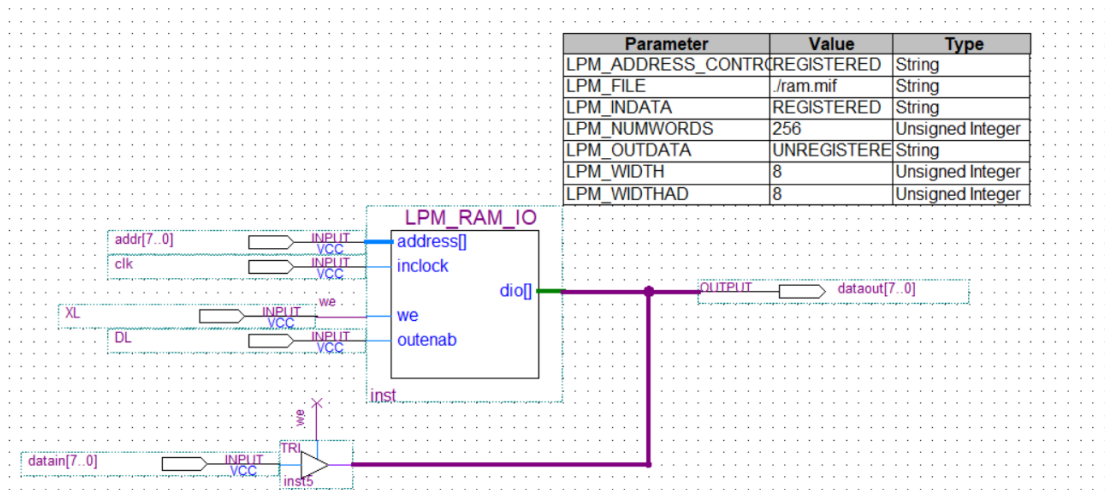 Parameter Value Type
LPM_ADDRESS_CONTRO REGISTERED String
LPM_FILE ./ram.mif String
LPM_INDATA REGISTERED String
LPM_NUMWORDS 256 Unsigned Integer
LPM_OUTDATA UNREGISTERE String
LPM_WIDTH 8 Unsigned Integer
LPM_WIDTHAD 8 Unsigned Integer
LPM_RAM_IO
addr[7..0] INPUT VCC address[]
clk INPUT VCC inclock
dio[] OUTPUT dataout[7..0]
XL INPUT VCC we we
DL INPUT VCC outenab
inst
we
TRI
datain[7..0] INPUT VCC
inst5